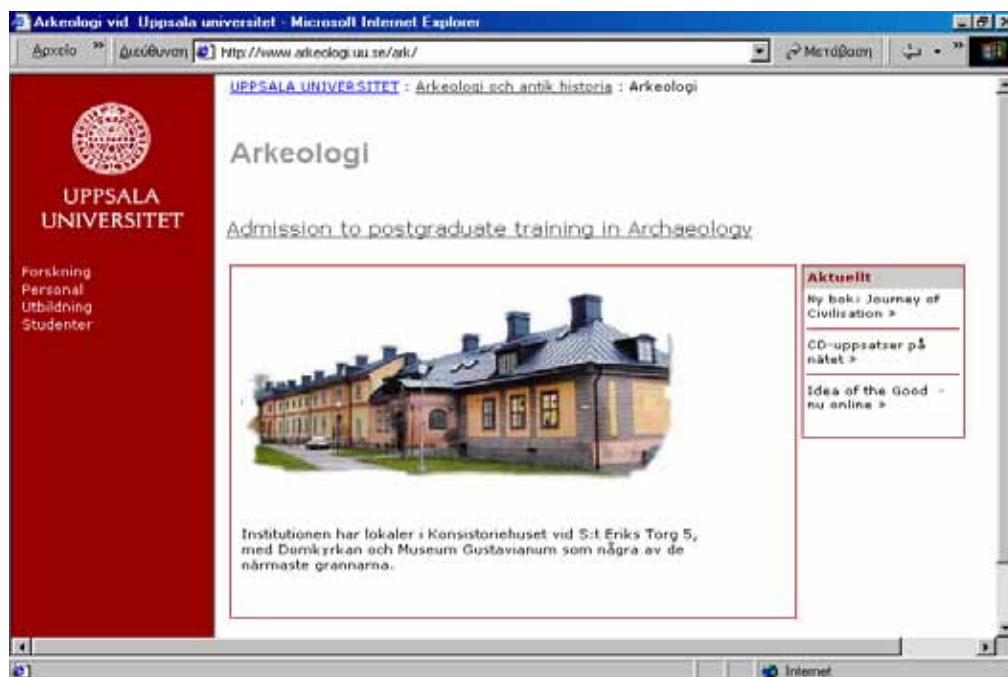 Arkeologi vid Uppsala universitet - Microsoft Internet Explorer
Αρχείο » Διεύθυνση http://www.arkeologi.uu.se/ark/ Μετάβαση »
UPPSALA UNIVERSITET : Arkeologi och antik historia : Arkeologi
UPPSALA
UNIVERSITET
Arkeologi
Admission to postgraduate training in Archaeology
Forskning
Personal
Utbildning
Studenter
Aktuellt
Ny bok: Journey of
Civilisation »
CD-uppsatser på
nätet »
Idea of the Good -
nu online »
Institutionen har lokaler i Konsistoriehuset vid S:t Eriks Torg 5,
med Domkyrkan och Museum Gustavianum som några av de
närmaste grannarna.
Internet